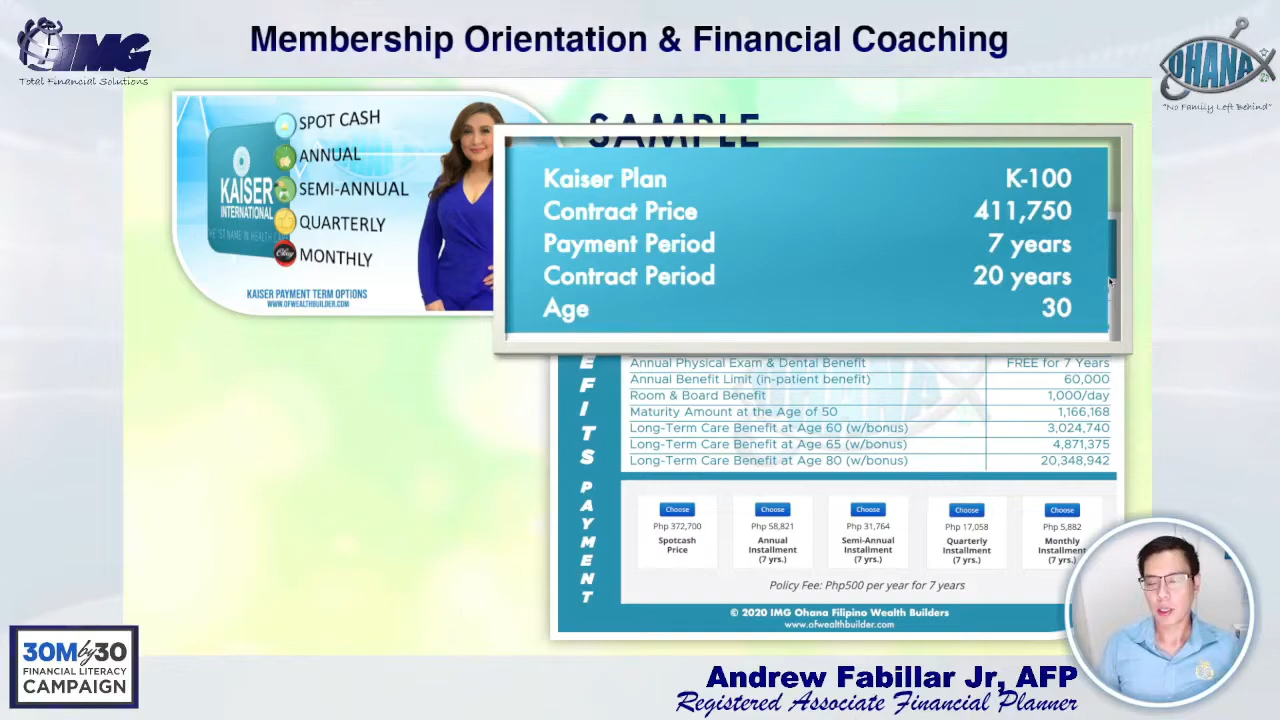 IMG
Total Financial Solutions
Membership Orientation & Financial Coaching
OHANA
"No Family Left Behind"
SPOT CASH
ANNUAL
SEMI-ANNUAL
QUARTERLY
MONTHLY
KAISER
INTERNATIONAL
KAISER PAYMENT TERM OPTIONS
WWW.OFWEALTHBUILDER.COM
SAMPLE
Kaiser Plan K-100
Contract Price 411,750
Payment Period 7 years
Contract Period 20 years
Age 30
EFITS
Annual Physical Exam & Dental Benefit FREE for 7 Years
Annual Benefit Limit (in-patient benefit) 60,000
Room & Board Benefit 1,000/day
Maturity Amount at the Age of 50 1,166,168
Long-Term Care Benefit at Age 60 (w/bonus) 3,024,740
Long-Term Care Benefit at Age 65 (w/bonus) 4,871,375
Long-Term Care Benefit at Age 80 (w/bonus) 20,348,942
PAYMENT
Choose Choose Choose Choose Choose
Php 372,700 Php 58,821 Php 31,764 Php 17,058 Php 5,882
Spotcash Annual Semi-Annual Quarterly Monthly
Price Installment Installment Installment Installment
(7 yrs.) (7 yrs.) (7 yrs.) (7 yrs.)
Policy Fee: Php500 per year for 7 years
© 2020 IMG Ohana Filipino Wealth Builders
www.ofwealthbuilder.com
30M by 30
FINANCIAL LITERACY
CAMPAIGN
Andrew Fabillar Jr, AFP
Registered Associate Financial Planner